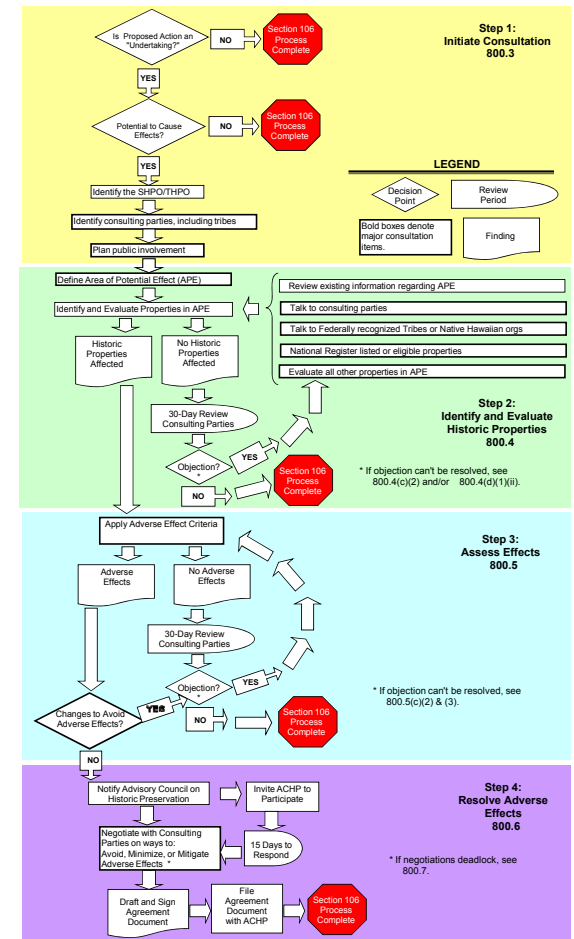 Is Proposed Action an
"Undertaking?"
NO
Section 106
Process
Complete
Step 1:
Initiate Consultation
800.3
YES
Potential to Cause
Effects?
NO
Section 106
Process
Complete
YES
LEGEND
Decision
Point
Review
Period
Bold boxes denote
major consultation
items.
Finding
Identify the SHPO/THPO
Identify consulting parties, including tribes
Plan public involvement
Define Area of Potential Effect (APE)
Identify and Evaluate Properties in APE
Review existing information regarding APE
Talk to consulting parties
Talk to Federally recognized Tribes or Native Hawaiian orgs
National Register listed or eligible properties
Evaluate all other properties in APE
Historic
Properties
Affected
No Historic
Properties
Affected
30-Day Review
Consulting Parties
Objection?
*
YES
NO
Section 106
Process
Complete
Step 2:
Identify and Evaluate
Historic Properties
800.4
* If objection can't be resolved, see
800.4(c)(2) and/or 800.4(d)(1)(ii).
Apply Adverse Effect Criteria
Step 3:
Assess Effects
800.5
Adverse
Effects
No Adverse
Effects
30-Day Review
Consulting Parties
Objection?
*
YES
NO
Section 106
Process
Complete
* If objection can't be resolved, see
800.5(c)(2) & (3).
Changes to Avoid
Adverse Effects?
YES
NO
Notify Advisory Council on
Historic Preservation
Invite ACHP to
Participate
15 Days to
Respond
Step 4:
Resolve Adverse
Effects
800.6
Negotiate with Consulting
Parties on ways to:
Avoid, Minimize, or Mitigate
Adverse Effects *
* If negotiations deadlock, see
800.7.
Draft and Sign
Agreement
Document
File
Agreement
Document
with ACHP
Section 106
Process
Complete